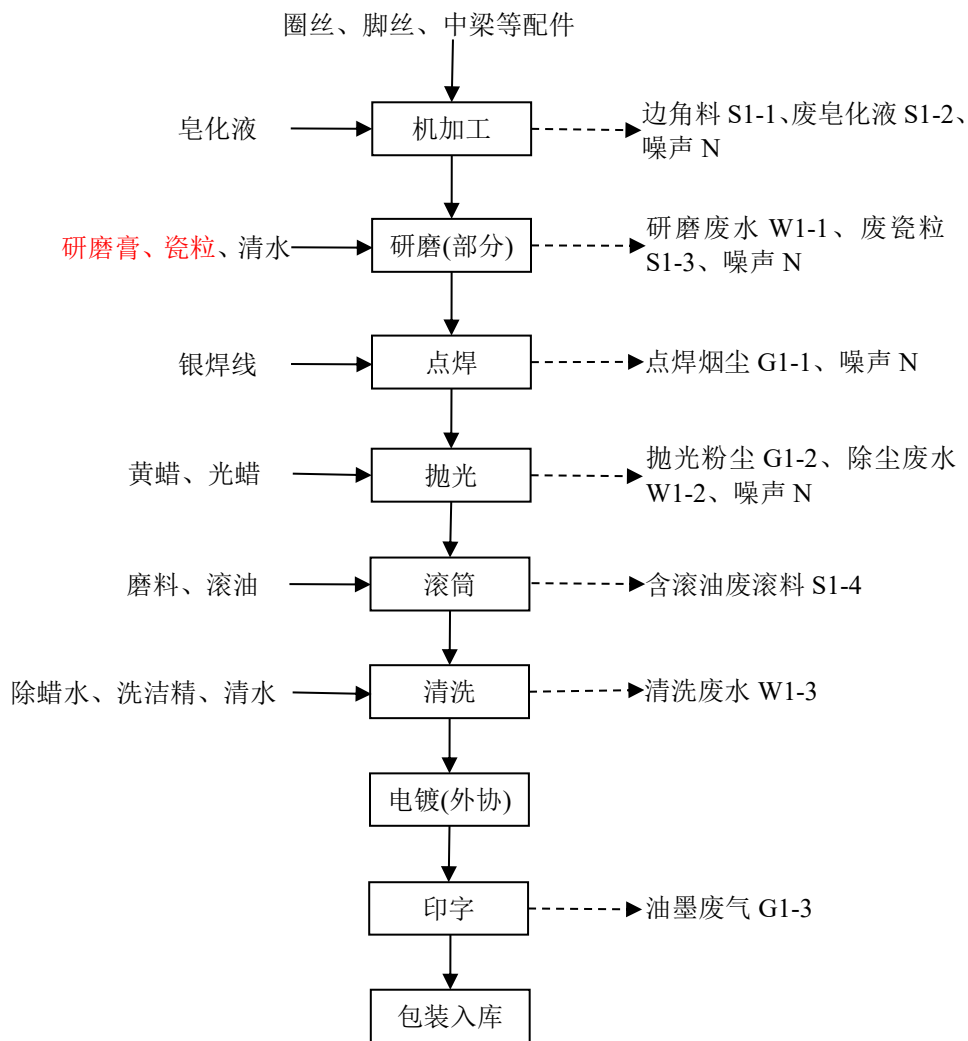 圈丝、脚丝、中梁等配件
皂化液
机加工
边角料 S1-1、废皂化液 S1-2、
噪声 N
研磨膏、瓷粒、清水
研磨(部分)
研磨废水 W1-1、废瓷粒
S1-3、噪声 N
银焊线
点焊
点焊烟尘 G1-1、噪声 N
黄蜡、光蜡
抛光
抛光粉尘 G1-2、除尘废水
W1-2、噪声 N
磨料、滚油
滚筒
含滚油废滚料 S1-4
除蜡水、洗洁精、清水
清洗
清洗废水 W1-3
电镀(外协)
印字
油墨废气 G1-3
包装入库